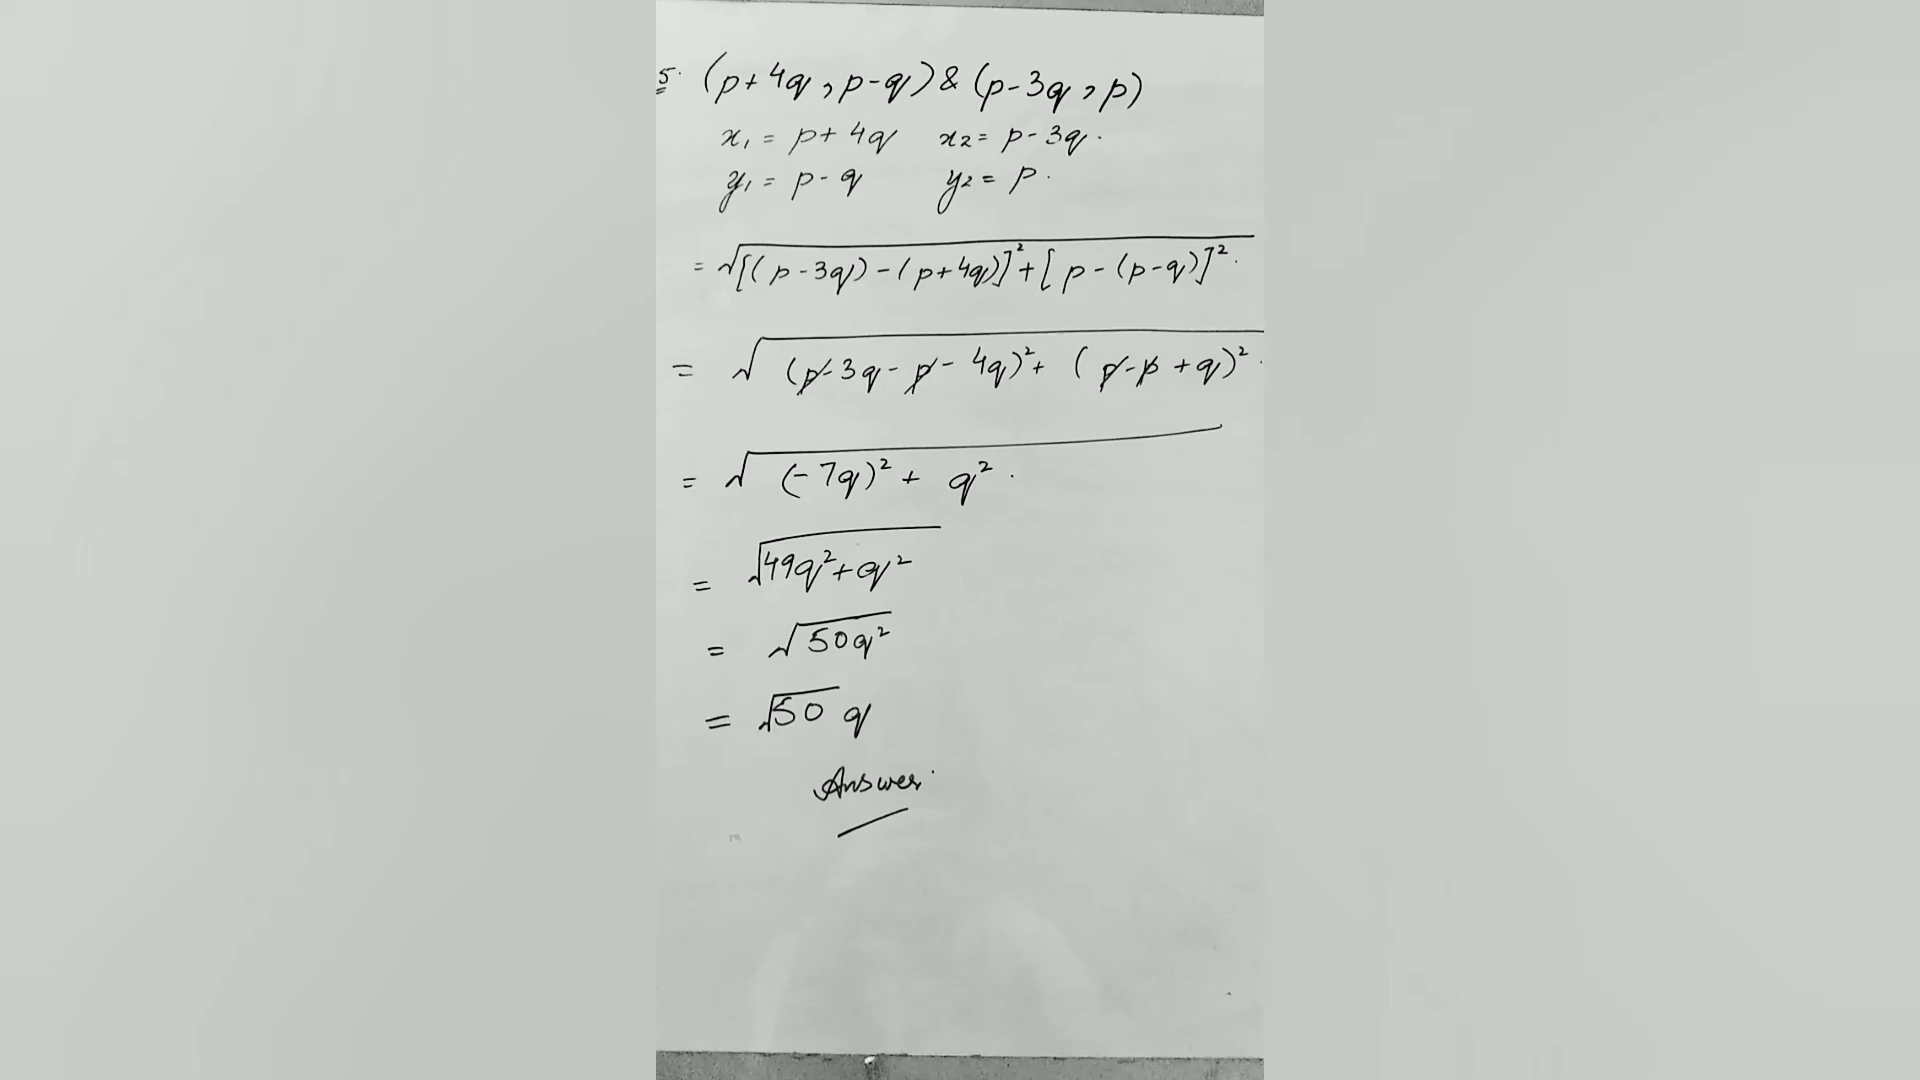 5. (p+4q, p-q) & (p-3q, p)
x₁ = p+4q x₂ = p-3q.
y₁ = p-q y₂ = p.
= √[(p-3q)-(p+4q)]²+[p-(p-q)]².
= √(p-3q-p-4q)²+(p-p+q)².
= √(-7q)²+q².
= √49q²+q²
= √50q²
= √50 q
Answer.